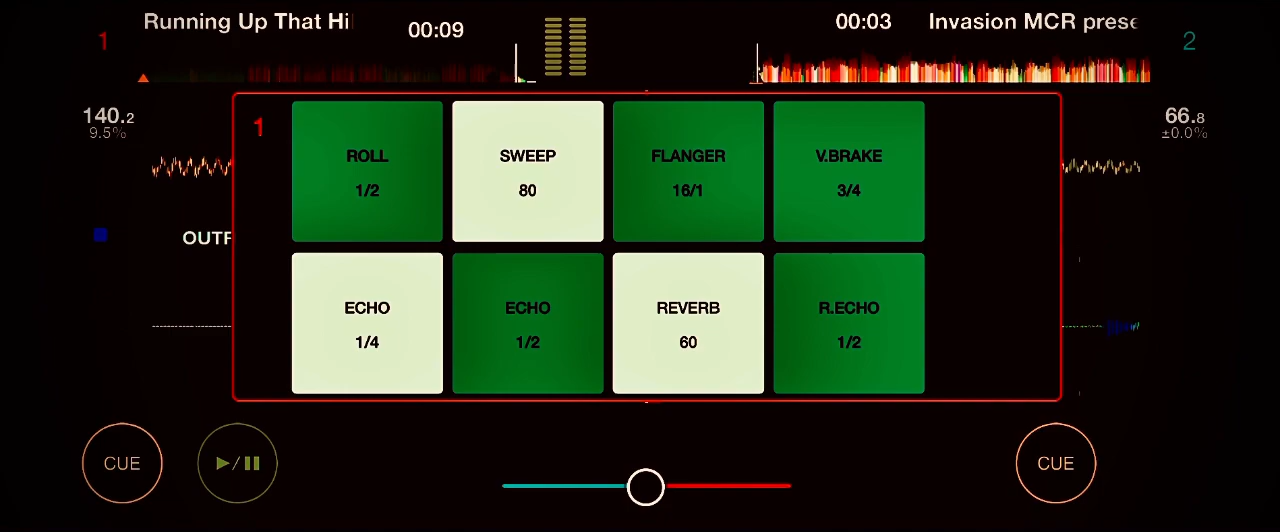 Running Up That Hi
00:09
00:03
Invasion MCR prese
1
2
140.2
9.5%
66.8
±0.0%
1
ROLL
1/2
SWEEP
80
FLANGER
16/1
V.BRAKE
3/4
OUTF
ECHO
1/4
ECHO
1/2
REVERB
60
R.ECHO
1/2
CUE
CUE